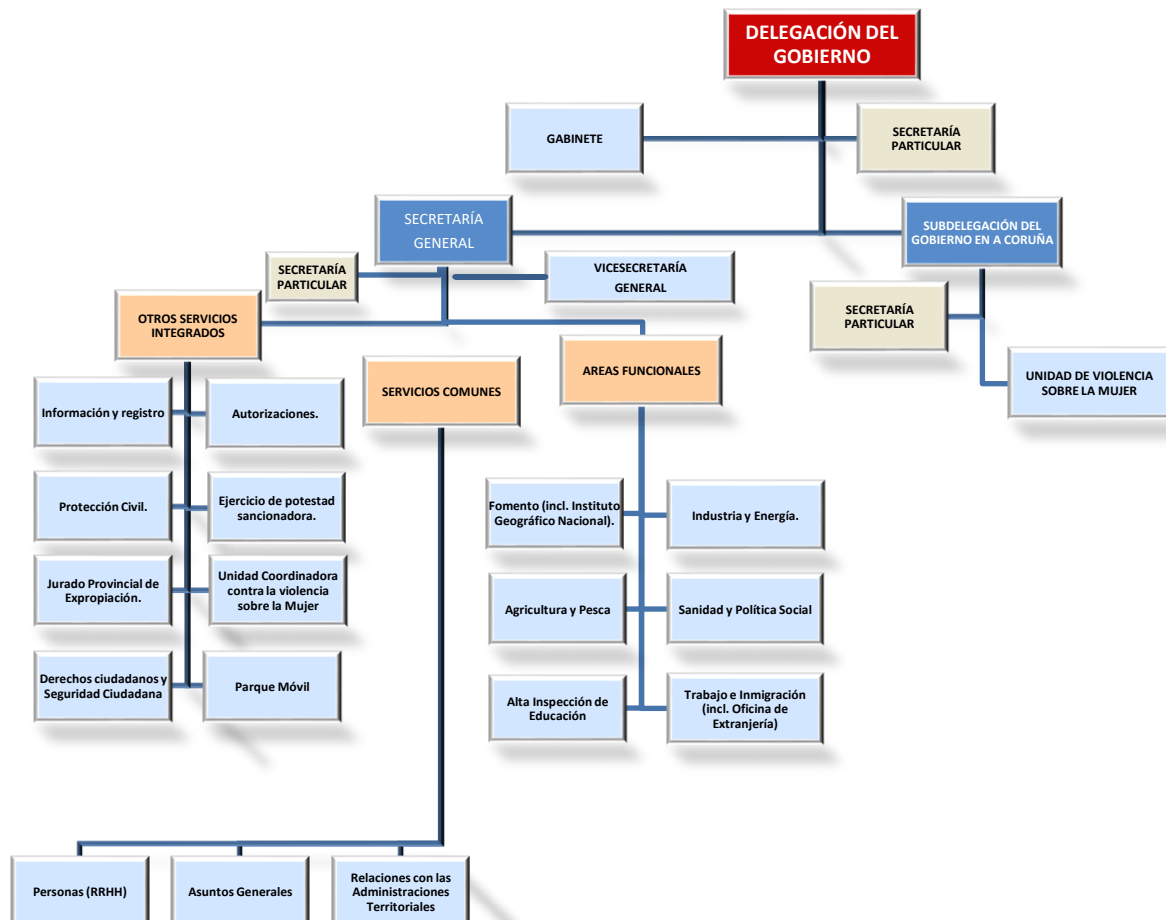 DELEGACIÓN DEL
GOBIERNO
GABINETE
SECRETARÍA
PARTICULAR
SECRETARÍA
GENERAL
SUBDELEGACIÓN DEL
GOBIERNO EN A CORUÑA
SECRETARÍA
PARTICULAR
VICESECRETARÍA
GENERAL
SECRETARÍA
PARTICULAR
OTROS SERVICIOS
INTEGRADOS
SERVICIOS COMUNES
AREAS FUNCIONALES
UNIDAD DE VIOLENCIA
SOBRE LA MUJER
Información y registro
Autorizaciones.
Protección Civil.
Ejercicio de potestad
sancionadora.
Jurado Provincial de
Expropiación.
Unidad Coordinadora
contra la violencia
sobre la Mujer
Derechos ciudadanos y
Seguridad Ciudadana
Parque Móvil
Fomento (incl. Instituto
Geográfico Nacional).
Industria y Energía.
Agricultura y Pesca
Sanidad y Política Social
Alta Inspección de
Educación
Trabajo e Inmigración
(incl. Oficina de
Extranjería)
Personas (RRHH)
Asuntos Generales
Relaciones con las
Administraciones
Territoriales